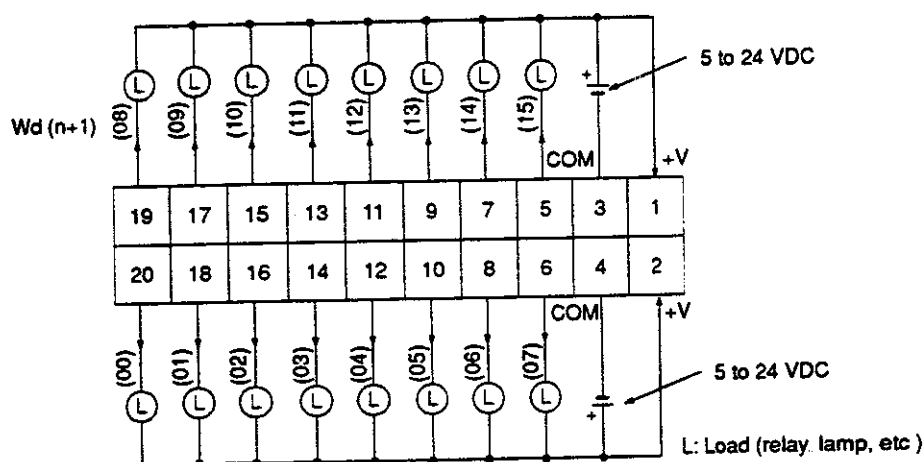 5 to 24 VDC
L L L L L L L L +
Wd (n+1)
(08) (09) (10) (11) (12) (13) (14) (15)
COM +V
19 17 15 13 11 9 7 5 3 1
20 18 16 14 12 10 8 6 4 2
COM +V
(00) (01) (02) (03) (04) (05) (06) (07)
5 to 24 VDC
L L L L L L L L +
L: Load (relay lamp, etc )